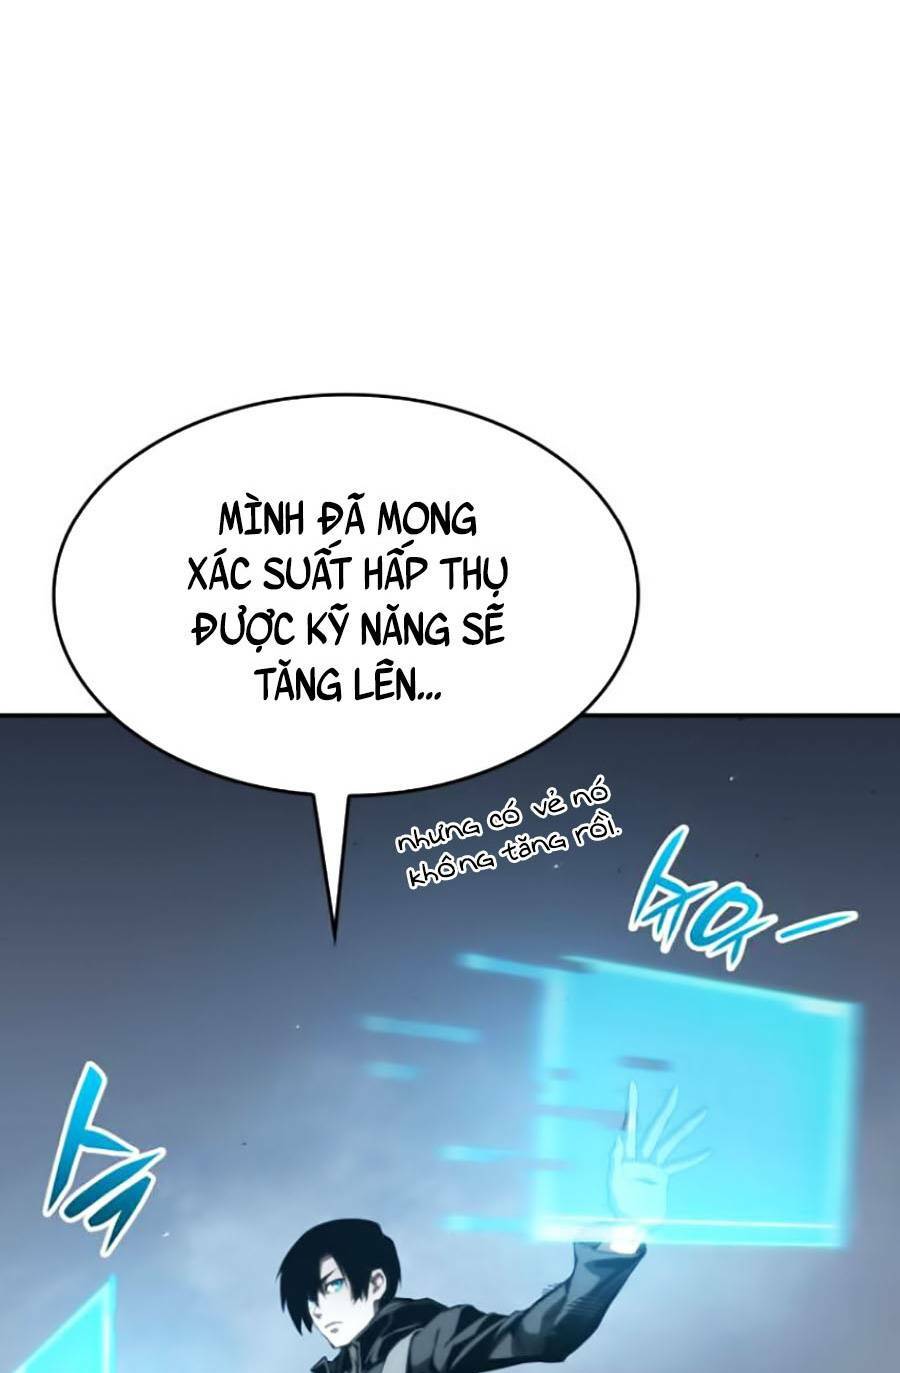 MÌNH ĐÃ MONG
XÁC SUẤT HẤP THỤ
ĐƯỢC KỸ NĂNG SẼ
TĂNG LÊN...
nhưng có vẻ nó
không tăng rồi.